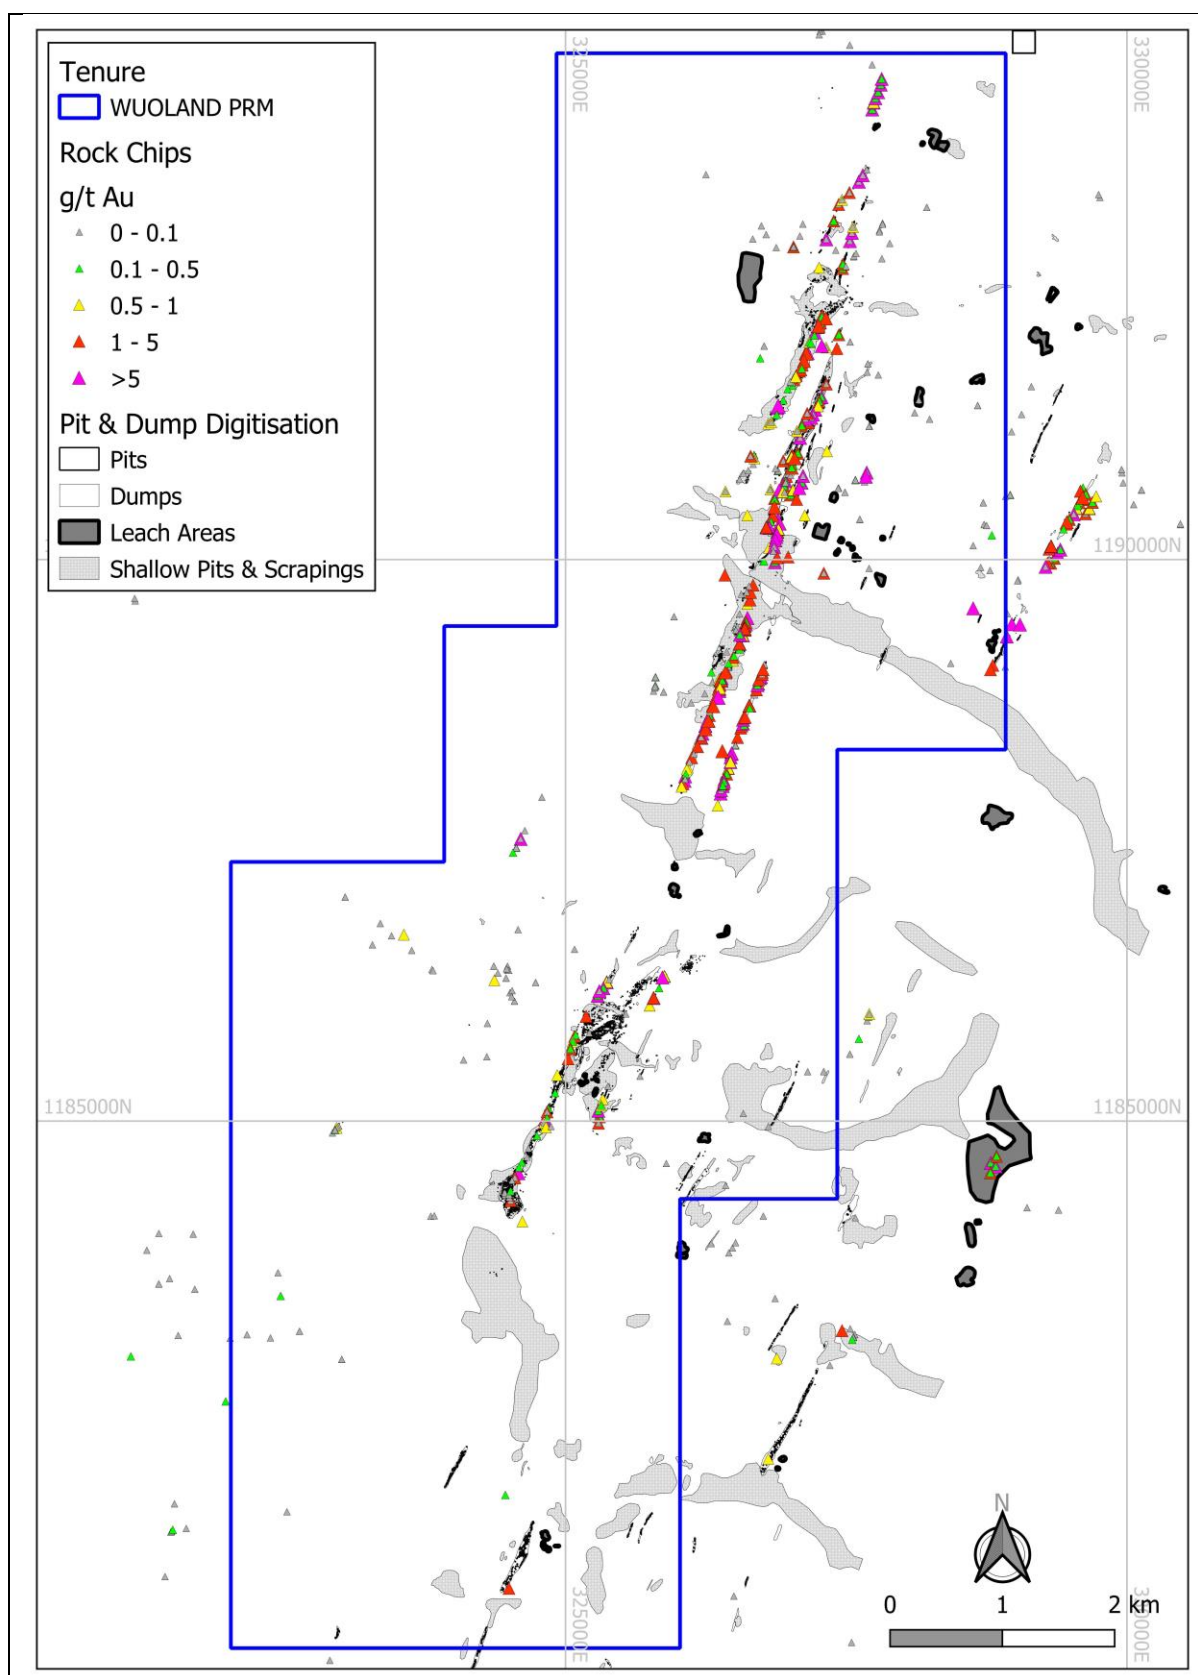 Tenure
WUOLAND PRM
Rock Chips
g/t Au
0 - 0.1
0.1 - 0.5
0.5 - 1
1 - 5
>5
Pit & Dump Digitisation
Pits
Dumps
Leach Areas
Shallow Pits & Scrapings
325000E
330000E
1190000N
1185000N
1185000N
325000E
N
0 1 2 km